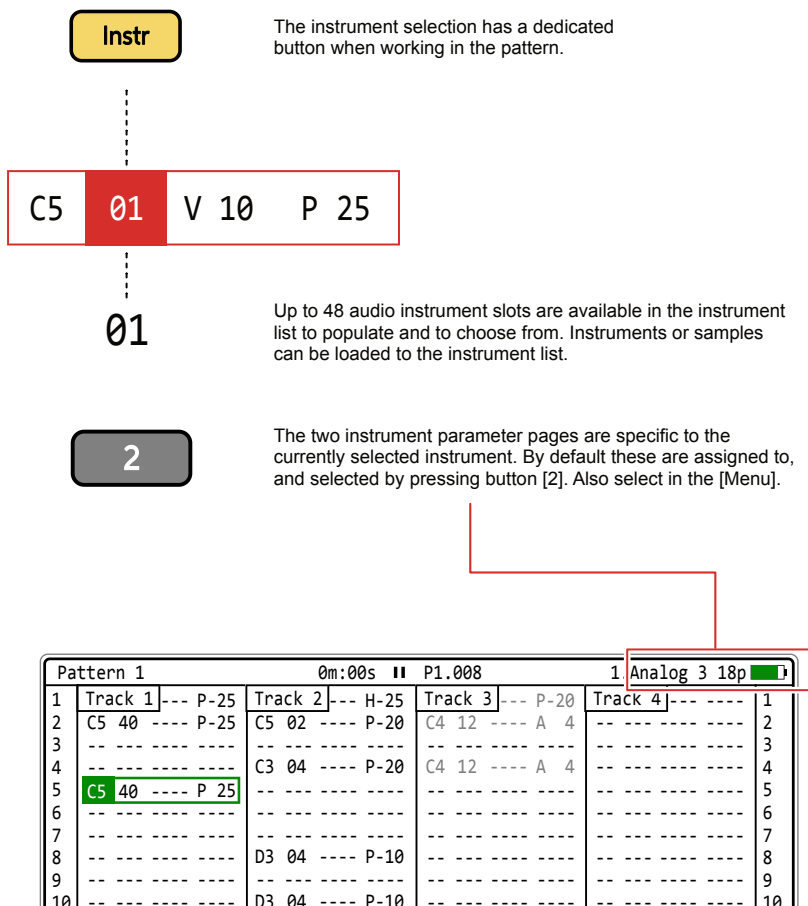 Instr
The instrument selection has a dedicated
button when working in the pattern.
C5 01 V 10 P 25
01
Up to 48 audio instrument slots are available in the instrument
list to populate and to choose from. Instruments or samples
can be loaded to the instrument list.
2
The two instrument parameter pages are specific to the
currently selected instrument. By default these are assigned to,
and selected by pressing button [2]. Also select in the [Menu].
Pattern 1 0m:00s P1.008 1. Analog 3 18p
1 Track 1 --- P-25 Track 2 --- H-25 Track 3 --- P-20 Track 4 --- ---- 1
2 C5 40 ---- P-25 C5 02 ---- P-20 C4 12 ---- A 4 -- --- ---- ---- 2
3 -- --- ---- ---- -- --- ---- ---- -- --- ---- ---- -- --- ---- ---- 3
4 -- --- ---- ---- C3 04 ---- P-20 C4 12 ---- A 4 -- --- ---- ---- 4
5 C5 40 ---- P 25 -- --- ---- ---- -- --- ---- ---- -- --- ---- ---- 5
6 -- --- ---- ---- -- --- ---- ---- -- --- ---- ---- -- --- ---- ---- 6
7 -- --- ---- ---- -- --- ---- ---- -- --- ---- ---- -- --- ---- ---- 7
8 -- --- ---- ---- D3 04 ---- P-10 -- --- ---- ---- -- --- ---- ---- 8
9 -- --- ---- ---- -- --- ---- ---- -- --- ---- ---- -- --- ---- ---- 9
10 -- --- ---- ---- D3 04 ---- P-10 -- --- ---- ---- -- --- ---- ---- 10